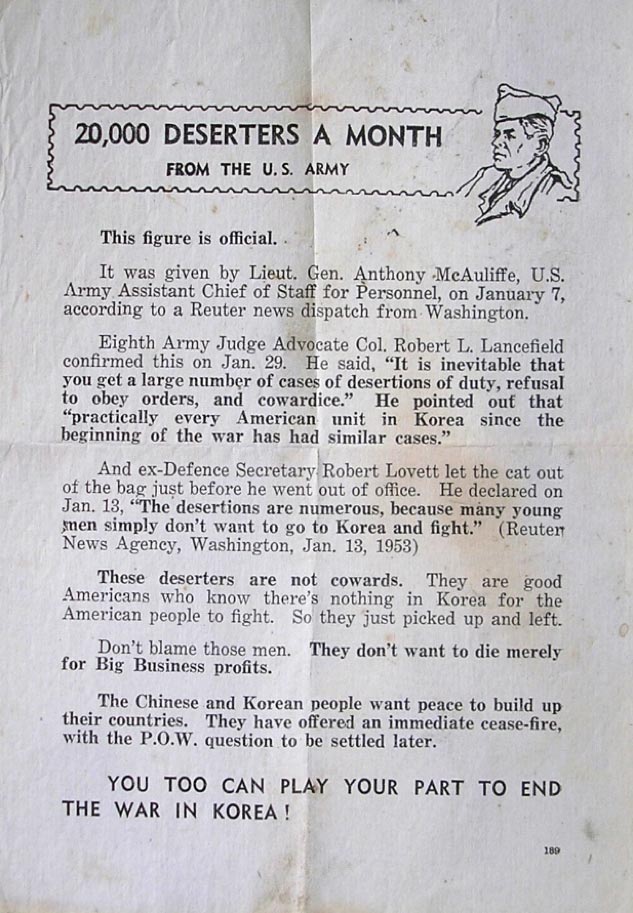 20,000 DESERTERS A MONTH
FROM THE U. S. ARMY
This figure is official.
It was given by Lieut. Gen. Anthony McAuliffe, U.S.
Army Assistant Chief of Staff for Personnel, on January 7,
according to a Reuter news dispatch from Washington.
Eighth Army Judge Advocate Col. Robert L. Lancefield
confirmed this on Jan. 29. He said, “It is inevitable that
you get a large number of cases of desertions of duty, refusal
to obey orders, and cowardice.” He pointed out that
“practically every American unit in Korea since the
beginning of the war has had similar cases.”
And ex-Defence Secretary Robert Lovett let the cat out
of the bag just before he went out of office. He declared on
Jan. 13, “The desertions are numerous, because many young
men simply don’t want to go to Korea and fight.” (Reuter
News Agency, Washington, Jan. 13, 1953)
These deserters are not cowards. They are good
Americans who know there’s nothing in Korea for the
American people to fight. So they just picked up and left.
Don’t blame those men. They don’t want to die merely
for Big Business profits.
The Chinese and Korean people want peace to build up
their countries. They have offered an immediate cease-fire,
with the P.O.W. question to be settled later.
YOU TOO CAN PLAY YOUR PART TO END
THE WAR IN KOREA !
189